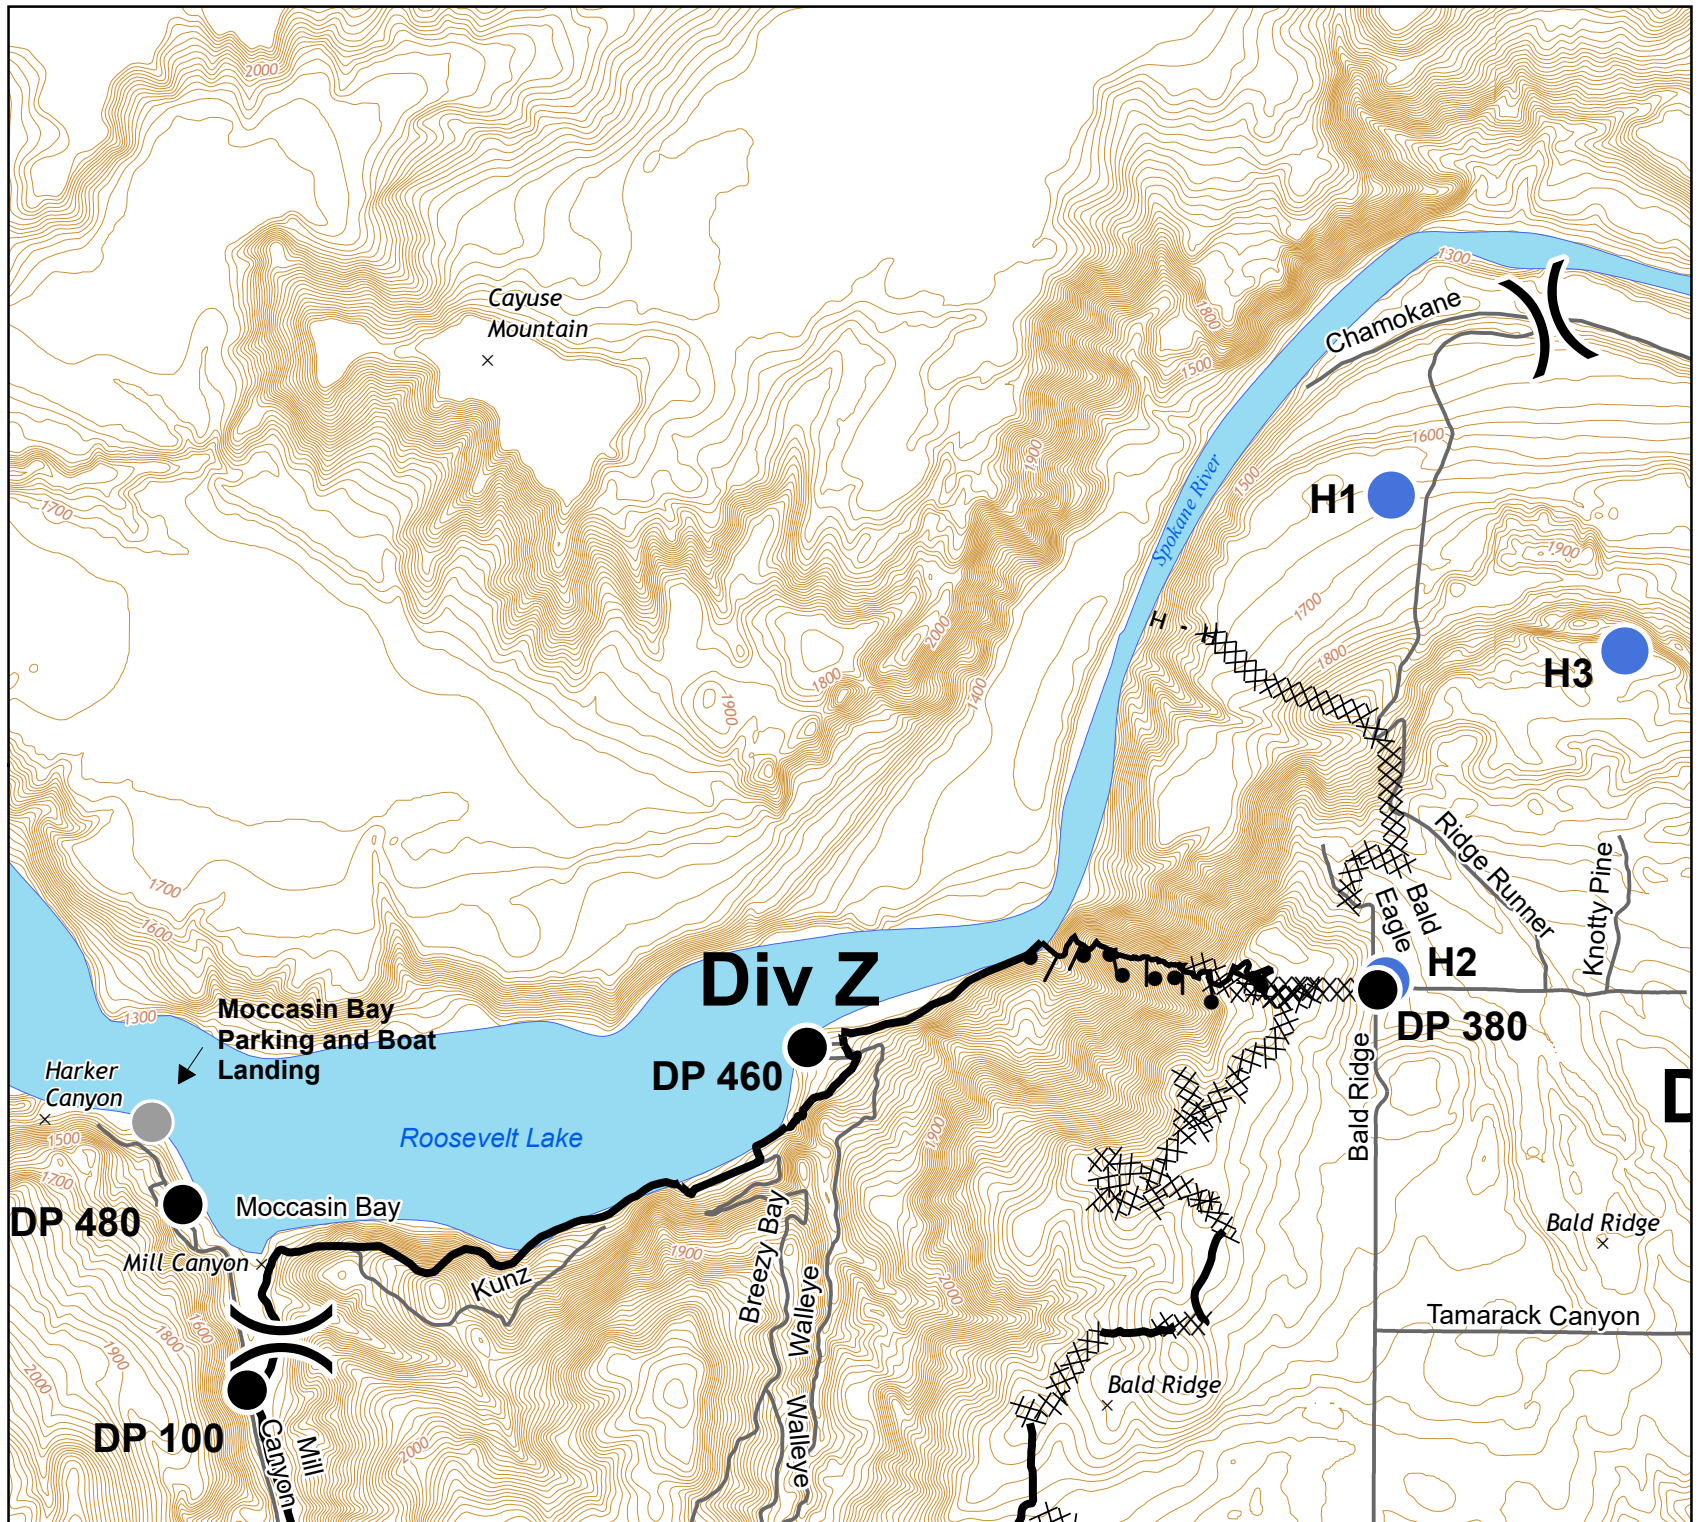 2000
Cayuse
Mountain
1300
Chamokane
1800
1500
1600
1900
1500
H1
Spokane River
1700
1900
H - H
1700
2000
1800
H3
1800
1400
1900
Ridge Runner
Knotty Pine
Bald
Eagle
1700
1600
Div Z
H2
Moccasin Bay
Parking and Boat
Landing
1300
DP 380
Harker
Canyon
DP 460
Bald Ridge
D
1500
Roosevelt Lake
1900
1700
Moccasin Bay
DP 480
Mill Canyon
Breezy Bay
Bald Ridge
1900
Kunz
2000
Walleye
1600
1800
1900
2000
Tamarack Canyon
Bald Ridge
Walleye
DP 100
Mill
Canyon
2000